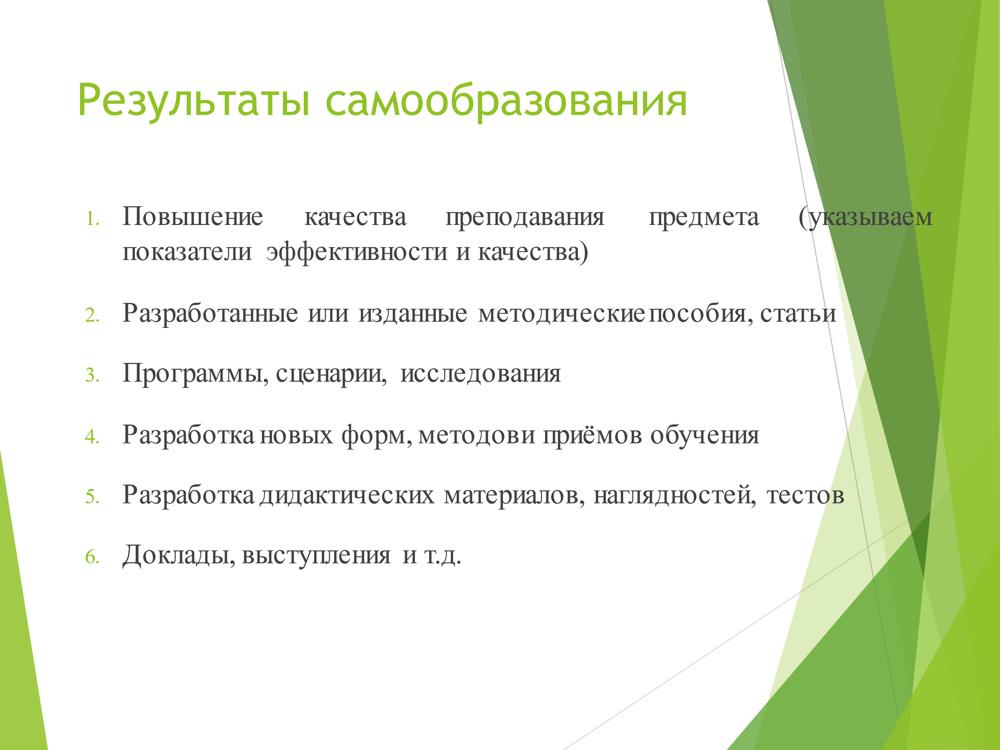 Результаты самообразования
1. Повышение качества преподавания предмета (указываем
показатели эффективности и качества)
2. Разработанные или изданные методические пособия, статьи
3. Программы, сценарии, исследования
4. Разработка новых форм, методов и приёмов обучения
5. Разработка дидактических материалов, наглядностей, тестов
6. Доклады, выступления и т.д.